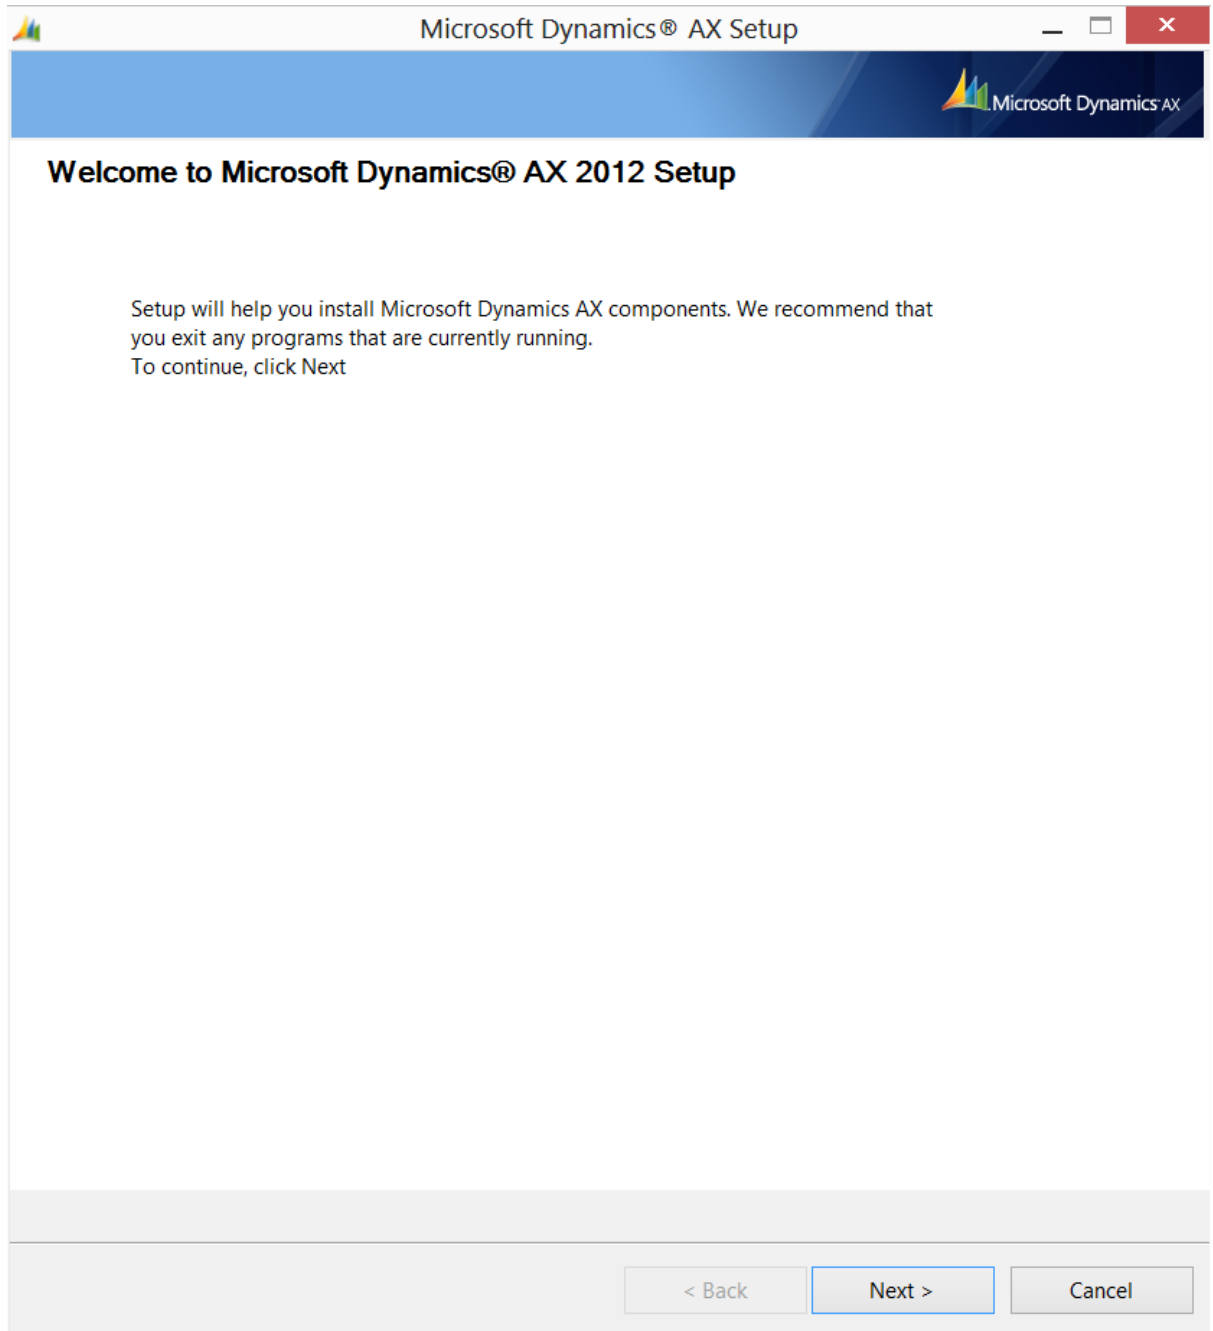 Microsoft Dynamics® AX Setup
Microsoft Dynamics AX
Welcome to Microsoft Dynamics® AX 2012 Setup
Setup will help you install Microsoft Dynamics AX components. We recommend that
you exit any programs that are currently running.
To continue, click Next
< Back
Next >
Cancel